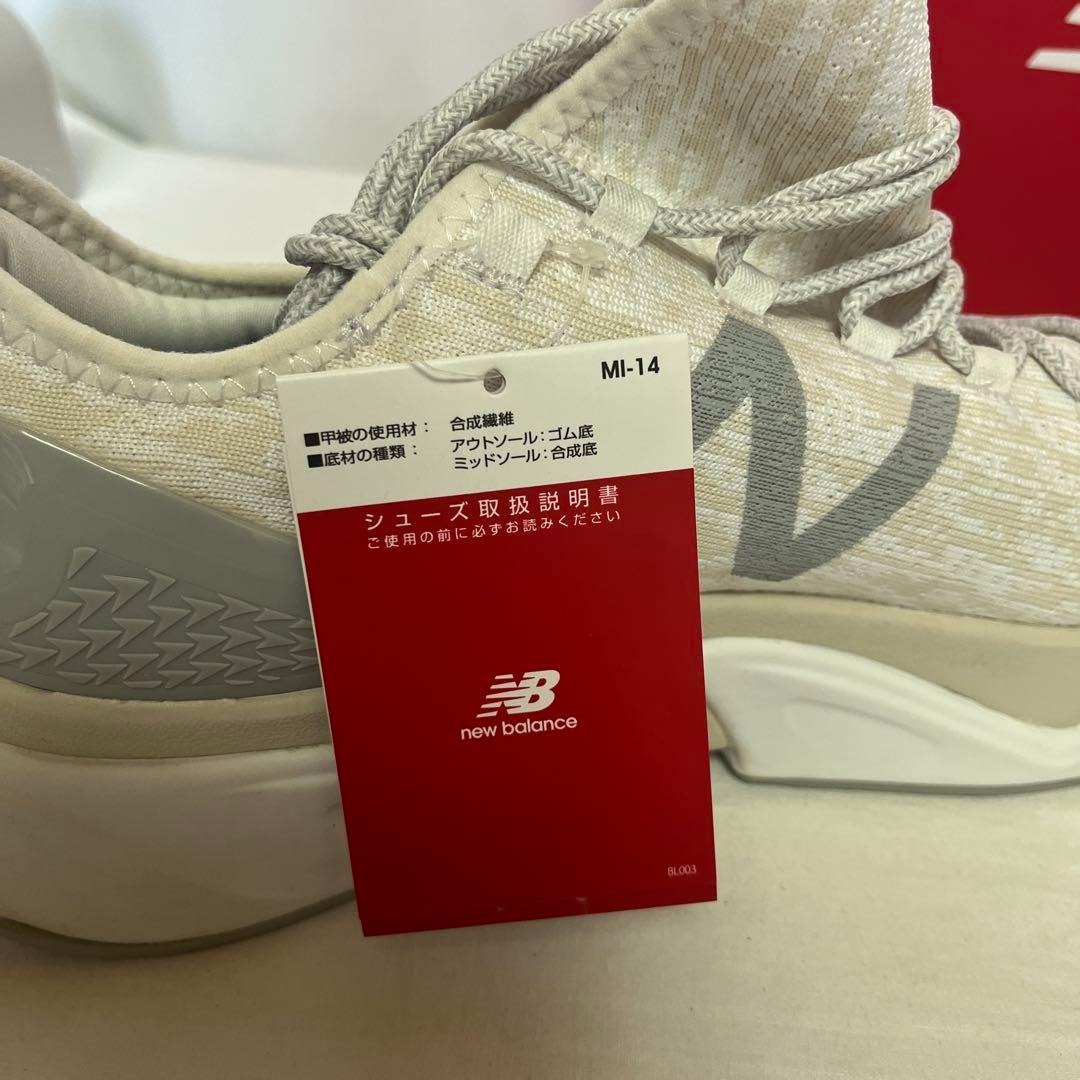 MI-14
■甲被の使用材： 合成繊維
■底材の種類： アウトソール：ゴム底
ミッドソール：合成底
シューズ取扱説明書
ご使用の前に必ずお読みください
NB
new balance
BL003